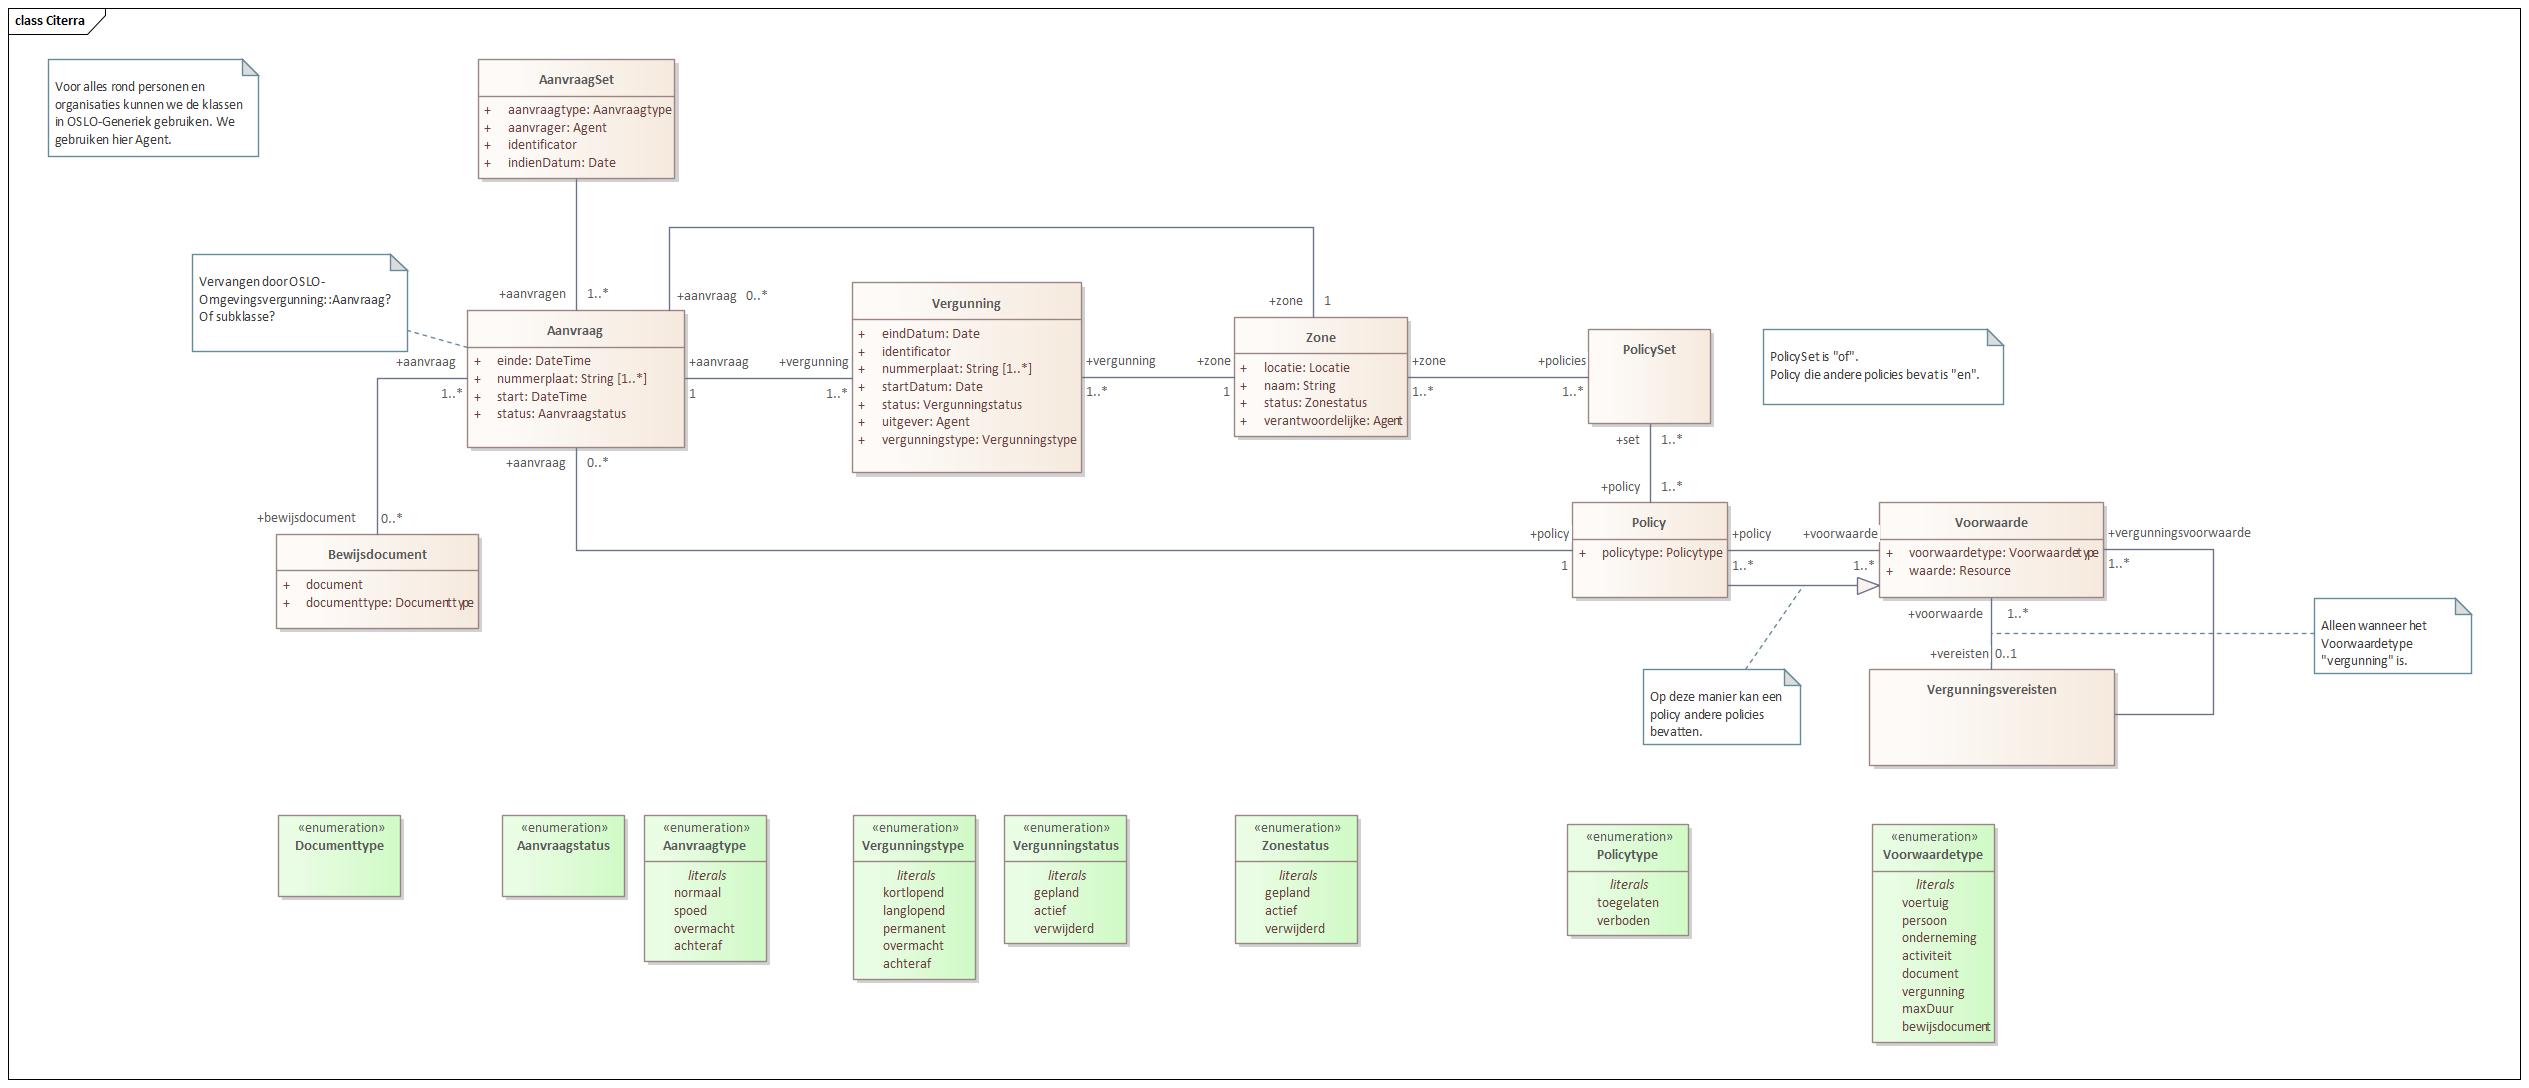 class Citerra
Voor alles rond personen en
organisaties kunnen we de klassen
in OSLO-Generiek gebruiken. We
gebruiken hier Agent.
AanvraagSet
+ aanvraagtype: Aanvraagtype
+ aanvrager: Agent
+ identificator
+ indienDatum: Date
Vervangen door OSLO-
Omgevingsvergunning::Aanvraag?
Of subklasse?
+aanvragen 1..*
+aanvraag 0..*
+zone 1
Aanvraag
+ einde: DateTime
+ nummerplaat: String [1..*]
+ start: DateTime
+ status: Aanvraagstatus
+aanvraag
1..*
+aanvraag
1
+vergunning
1..*
Vergunning
+ eindDatum: Date
+ identificator
+ nummerplaat: String [1..*]
+ startDatum: Date
+ status: Vergunningstatus
+ uitgever: Agent
+ vergunningstype: Vergunningstype
+vergunning
1..*
+zone
1
Zone
+ locatie: Locatie
+ naam: String
+ status: Zonestatus
+ verantwoordelijke: Agent
+zone
1..*
+policies
1..*
PolicySet
PolicySet is "of".
Policy die andere policies bevat is "en".
+set 1..*
+policy 1..*
+aanvraag 0..*
+bewijsdocument 0..*
Bewijsdocument
+ document
+ documenttype: Documenttype
+policy
1
Policy
+ policytype: Policytype
+policy
1..*
+voorwaarde
1..*
Voorwaarde
+ voorwaardetype: Voorwaardetype
+ waarde: Resource
+vergunningsvoorwaarde
1..*
+voorwaarde 1..*
+vereisten 0..1
Alleen wanneer het
Voorwaardetype
"vergunning" is.
Op deze manier kan een
policy andere policies
bevatten.
Vergunningsvereisten
«enumeration»
Documenttype
«enumeration»
Aanvraagstatus
«enumeration»
Aanvraagtype
literals
normaal
spoed
overmacht
achteraf
«enumeration»
Vergunningstype
literals
kortlopend
langlopend
permanent
overmacht
achteraf
«enumeration»
Vergunningstatus
literals
gepland
actief
verwijderd
«enumeration»
Zonestatus
literals
gepland
actief
verwijderd
«enumeration»
Policytype
literals
toegelaten
verboden
«enumeration»
Voorwaardetype
literals
voertuig
persoon
onderneming
activiteit
document
vergunning
maxDuur
bewijsdocument